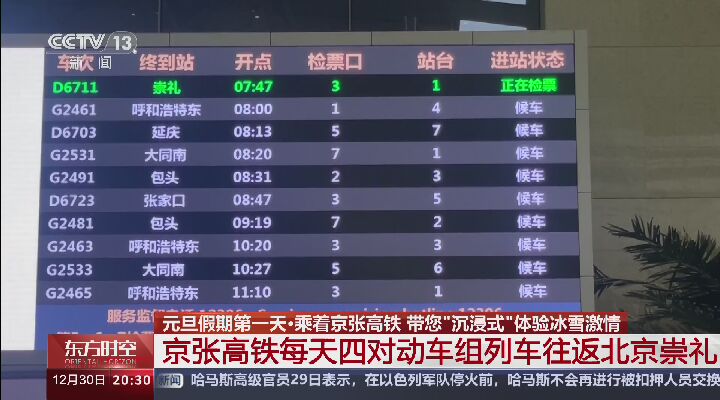 CCTV 13
新闻
车次 终到站 开点 检票口 站台 进站状态
D6711 崇礼 07:47 3 1 正在检票
G2461 呼和浩特东 08:00 1 4 候车
D6703 延庆 08:13 5 7 候车
G2531 大同南 08:20 7 1 候车
G2491 包头 08:31 2 3 候车
D6723 张家口 08:47 3 5 候车
G2481 包头 09:19 7 2 候车
G2463 呼和浩特东 10:20 3 3 候车
G2533 大同南 10:27 5 6 候车
G2465 呼和浩特东 11:10 3 1 候车
服务监督
元旦假期第一天·乘着京张高铁 带您"沉浸式"体验冰雪激情
东方时空
ORIENTAL HORIZON
京张高铁每天四对动车组列车往返北京崇礼
12月30日 20:30 新闻 哈马斯高级官员29日表示，在以色列军队停火前，哈马斯不会再进行被扣押人员交换